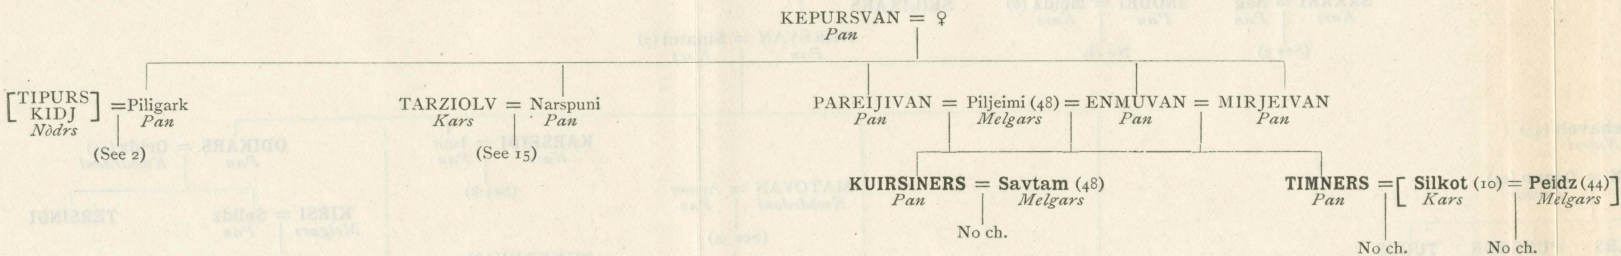 KEPURSVAN = ♀
Pan
[TIPURS KIDJ] = Piligark TARZIOLV = Narspuni PAREIJIVAN = Piljeimi (48) = ENMUVAN = MIRJEIVAN
Nòdrs Pan Kars Pan Pan Melgars Pan Pan
(See 2) (See 15)
KUIRSINERS = Savtam (48) TIMNERS = [Silkot (10) = Peidz (44)]
Pan Melgars Pan Kars Melgars
No ch. No ch. No ch.